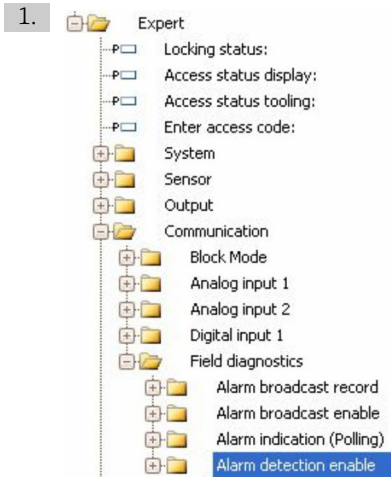 1.
Expert
Locking status:
Access status display:
Access status tooling:
Enter access code:
System
Sensor
Output
Communication
Block Mode
Analog input 1
Analog input 2
Digital input 1
Field diagnostics
Alarm broadcast record
Alarm broadcast enable
Alarm indication (Polling)
Alarm detection enable